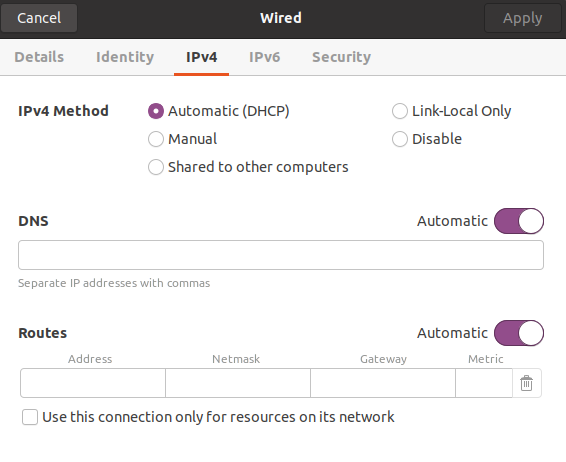 Cancel Wired Apply
Details Identity IPv4 IPv6 Security
IPv4 Method Automatic (DHCP) Link-Local Only
Manual Disable
Shared to other computers
DNS Automatic
Separate IP addresses with commas
Routes Automatic
Address Netmask Gateway Metric
Use this connection only for resources on its network